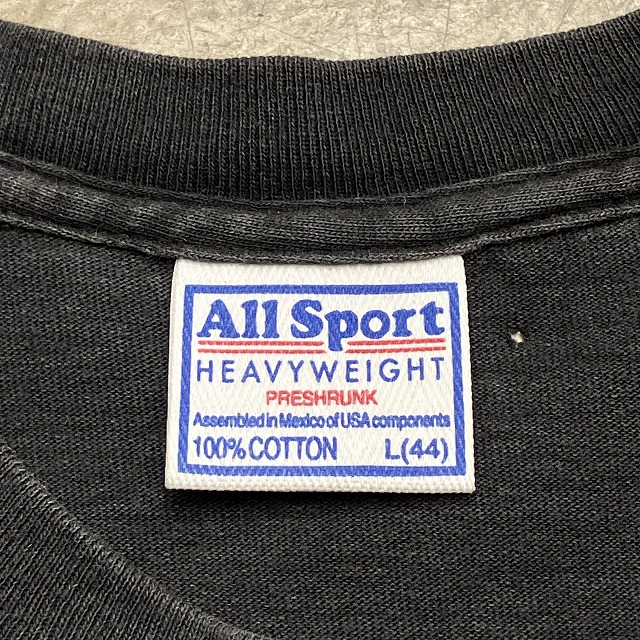 All Sport
HEAVYWEIGHT
PRESHRUNK
Assembled in Mexico of USA components
100% COTTON L(44)